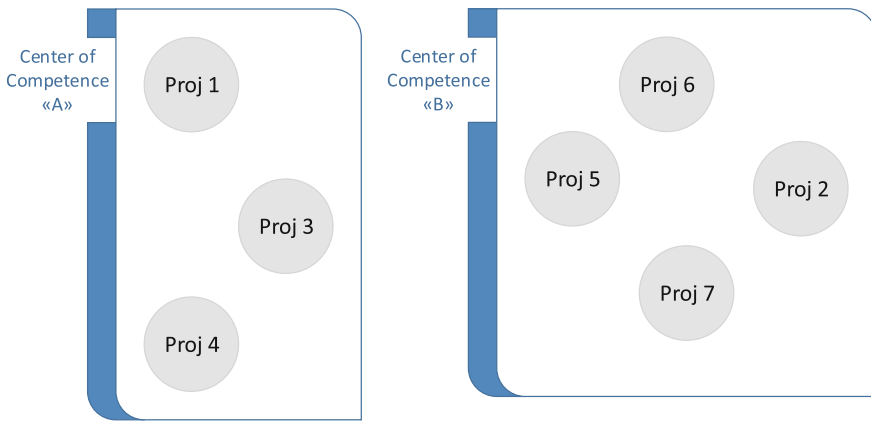 Center of
Competence
«A»
Proj 1
Proj 3
Proj 4
Center of
Competence
«B»
Proj 6
Proj 5
Proj 2
Proj 7